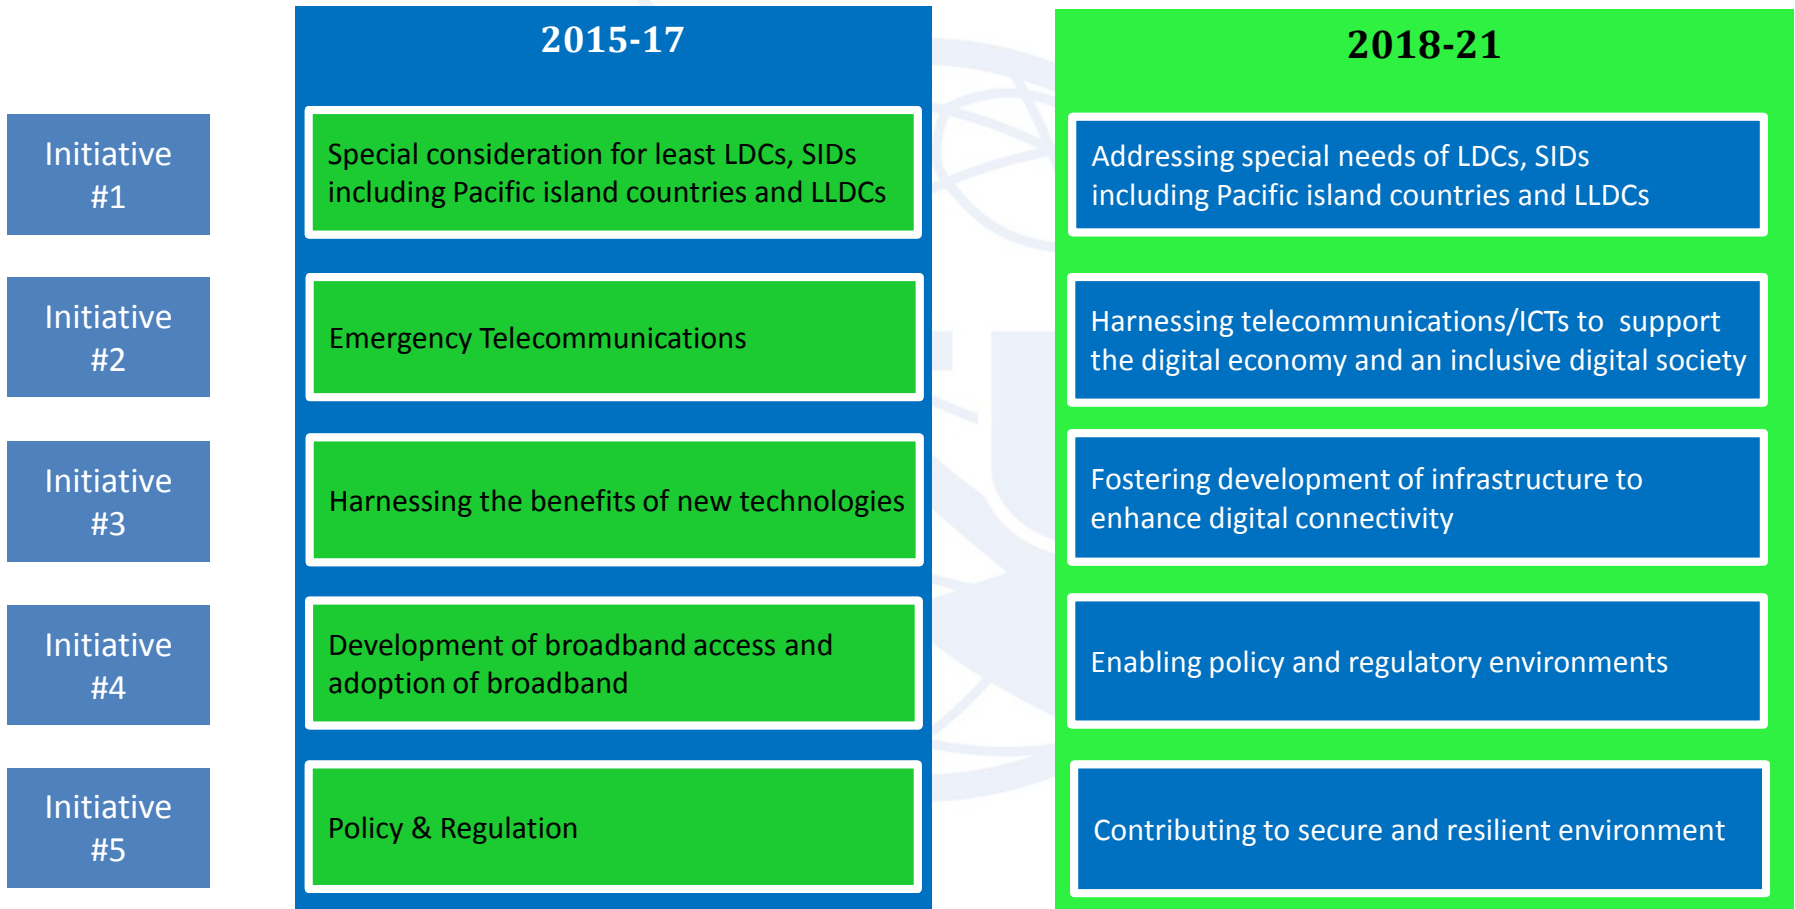 2015-17
2018-21
Initiative
#1
Special consideration for least LDCs, SIDs
including Pacific island countries and LLDCs
Addressing special needs of LDCs, SIDs
including Pacific island countries and LLDCs
Initiative
#2
Emergency Telecommunications
Harnessing telecommunications/ICTs to  support
the digital economy and an inclusive digital society
Initiative
#3
Harnessing the benefits of new technologies
Fostering development of infrastructure to
enhance digital connectivity
Initiative
#4
Development of broadband access and
adoption of broadband
Enabling policy and regulatory environments
Initiative
#5
Policy & Regulation
Contributing to secure and resilient environment